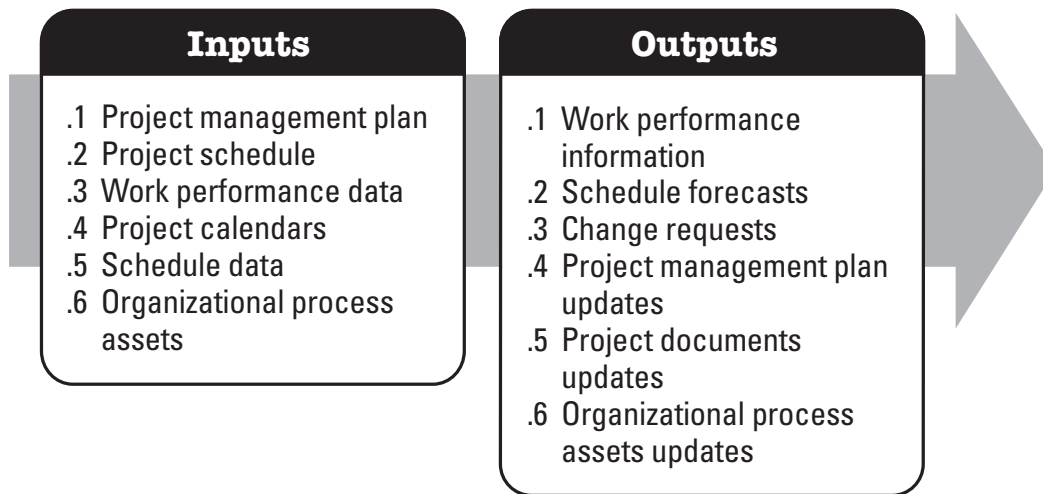 Inputs
.1 Project management plan
.2 Project schedule
.3 Work performance data
.4 Project calendars
.5 Schedule data
.6 Organizational process
assets
Outputs
.1 Work performance
information
.2 Schedule forecasts
.3 Change requests
.4 Project management plan
updates
.5 Project documents
updates
.6 Organizational process
assets updates